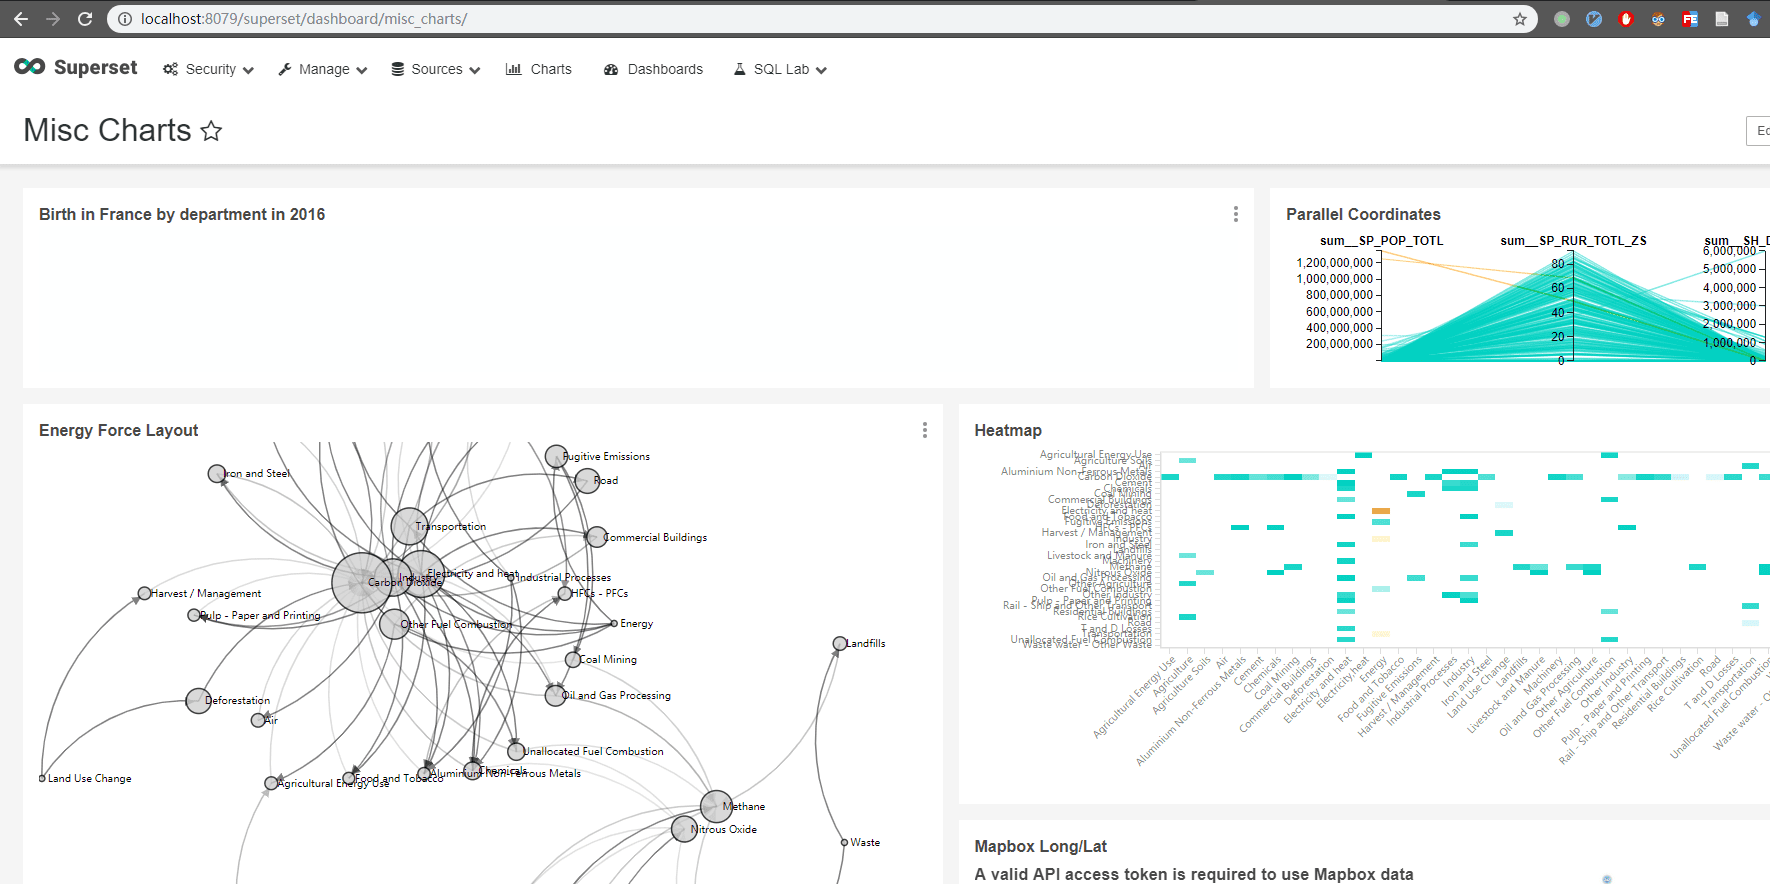 localhost:8079/superset/dashboard/misc_charts/
Superset Security Manage Sources Charts Dashboards SQL Lab
Misc Charts
Birth in France by department in 2016
Parallel Coordinates
sum__SP_POP_TOTL sum__SP_RUR_TOTL_ZS
1,200,000,000
1,000,000,000
800,000,000
600,000,000
400,000,000
200,000,000
80
60
40
20
0
6,000,000
5,000,000
4,000,000
3,000,000
2,000,000
1,000,000
0
Energy Force Layout
Fugitive Emissions
Iron and Steel
Road
Transportation
Commercial Buildings
Electricity and heat
Industry
Industrial Processes
Carbon Dioxide
Harvest / Management
HFCs - PFCs
Pulp - Paper and Printing
Other Fuel Combustion
Energy
Landfills
Coal Mining
Oil and Gas Processing
Deforestation
Air
Unallocated Fuel Combustion
Land Use Change
Agricultural Energy Use
Food and Tobacco
Aluminium Non-Ferrous Metals
Chemicals
Methane
Nitrous Oxide
Waste
Heatmap
Agricultural Energy Use
Agriculture Soils
Air
Aluminium Non-Ferrous Metals
Carbon Dioxide
Cement
Chemicals
Coal Mining
Commercial Buildings
Deforestation
Electricity and heat
Food and Tobacco
Fugitive Emissions
HFCs - PFCs
Harvest / Management
Industry
Iron and Steel
Landfills
Livestock and Manure
Machinery
Methane
Nitrous Oxide
Oil and Gas Processing
Other Agriculture
Other Fuel Combustion
Other Industry
Pulp - Paper and Printing
Rail - Ship and Other Transport
Residential Buildings
Rice Cultivation
Road
T and D Losses
Transportation
Unallocated Fuel Combustion
Waste water - Other Waste
Agricultural Energy Use
Agriculture
Agriculture Soils
Air
Aluminium Non-Ferrous Metals
Cement
Chemicals
Coal Mining
Commercial Buildings
Deforestation
Electricity and heat
Electricity,heat
Energy
Food and Tobacco
Fugitive Emissions
Harvest / Management
Industrial Processes
Industry
Iron and Steel
Land Use Change
Landfills
Livestock and Manure
Machinery
Oil and Gas Processing
Other Agriculture
Other Fuel Combustion
Other Industry
Pulp - Paper and Printing
Rail - Ship and Other Transport
Residential Buildings
Rice Cultivation
Road
T and D Losses
Transportation
Unallocated Fuel Combustion
Mapbox Long/Lat
A valid API access token is required to use Mapbox data